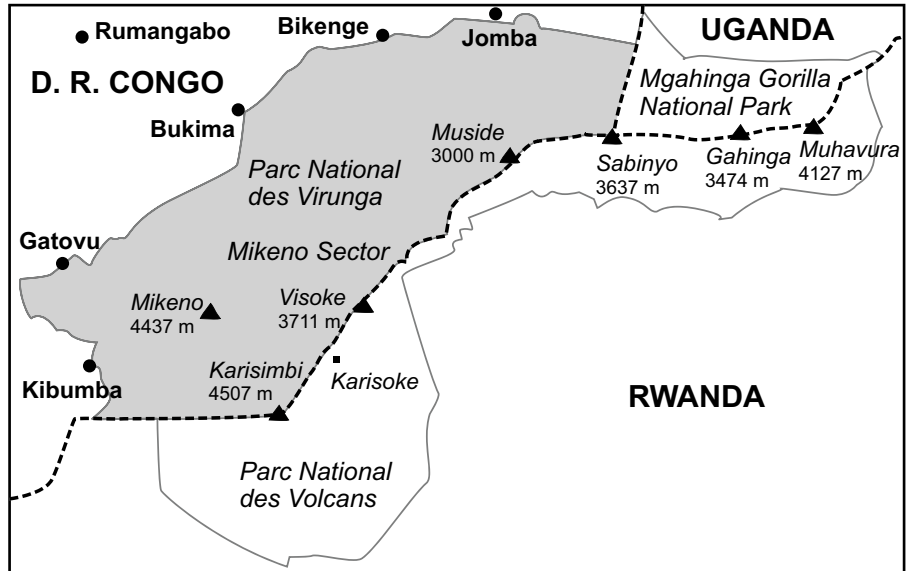 Rumangabo
Bikenge
Jomba
UGANDA
D. R. CONGO
Mgahinga Gorilla
National Park
Bukima
Muside
3000 m
Sabinyo
3637 m
Gahinga
3474 m
Muhavura
4127 m
Parc National
des Virunga
Gatovu
Mikeno Sector
Mikeno
4437 m
Visoke
3711 m
Karisimbi
4507 m
Karisoke
Kibumba
RWANDA
Parc National
des Volcans